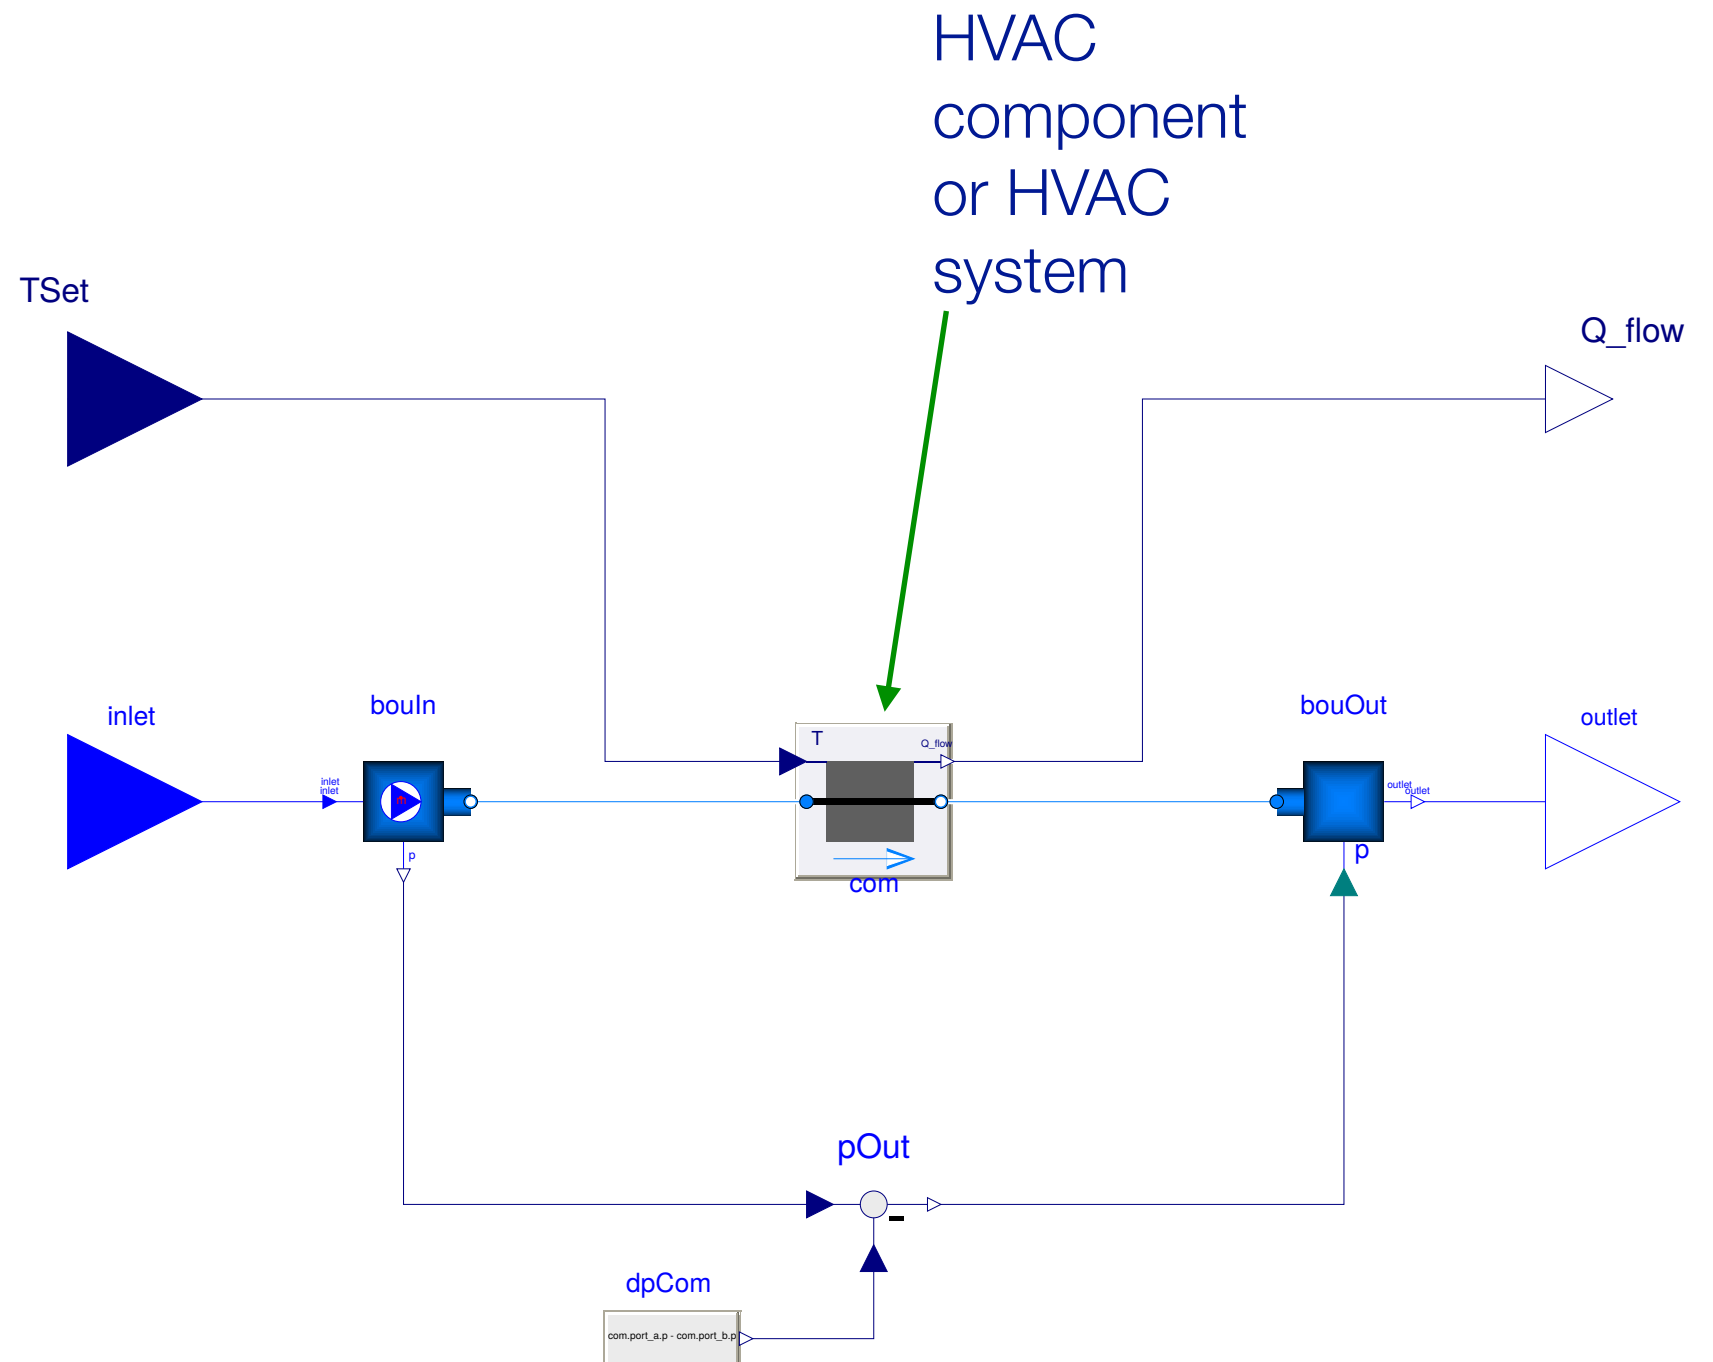 HVAC
component
or HVAC
system
TSet
Q_flow
inlet
bouIn
bouOut
outlet
T
Q_flow
inlet
inlet
outlet
outlet
p
p
com
pOut
-
dpCom
com.port_a.p - com.port_b.p